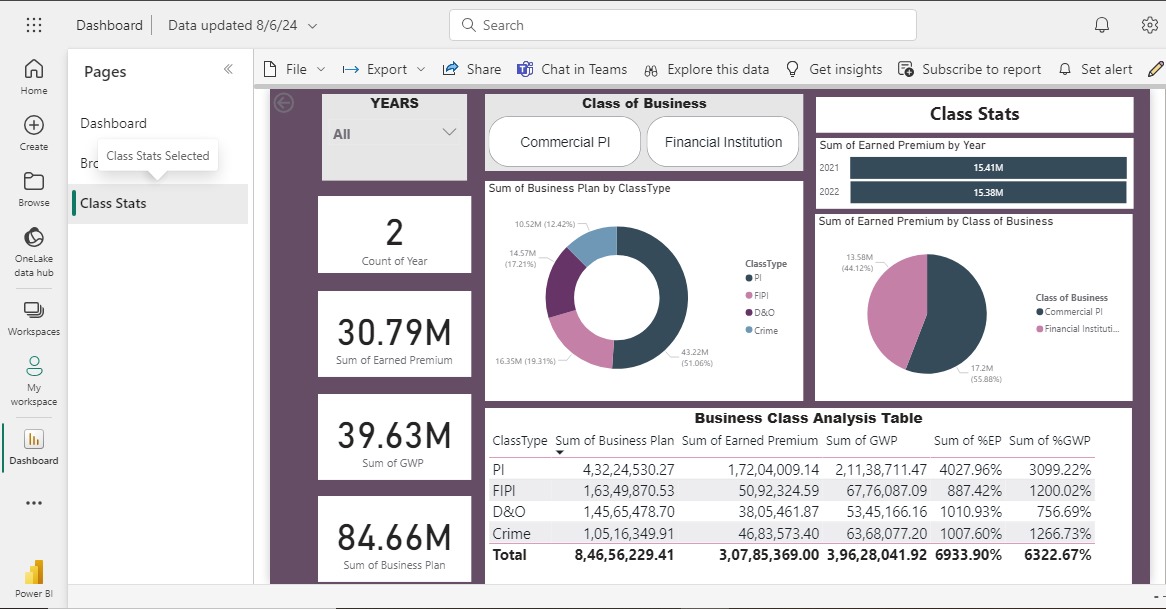 Dashboard
Data updated 8/6/24
Search
Home
Create
Browse
OneLake
data hub
Workspaces
My
workspace
Dashboard
Power BI
Pages
Dashboard
Class Stats Selected
Class Stats
File
Export
Share
Chat in Teams
Explore this data
Get insights
Subscribe to report
Set alert
YEARS
All
2
Count of Year
30.79M
Sum of Earned Premium
39.63M
Sum of GWP
84.66M
Sum of Business Plan
Class of Business
Commercial PI
Financial Institution
Sum of Business Plan by ClassType
10.52M (12.42%)
14.57M
(17.21%)
16.35M (19.31%)
43.22M
(51.06%)
ClassType
PI
FIPI
D&O
Crime
Class Stats
Sum of Earned Premium by Year
2021 15.41M
2022 15.38M
Sum of Earned Premium by Class of Business
13.58M
(44.12%)
17.2M
(55.88%)
Class of Business
Commercial PI
Financial Instituti...
Business Class Analysis Table
ClassType Sum of Business Plan Sum of Earned Premium Sum of GWP Sum of %EP Sum of %GWP
PI 4,32,24,530.27 1,72,04,009.14 2,11,38,711.47 4027.96% 3099.22%
FIPI 1,63,49,870.53 50,92,324.59 67,76,087.09 887.42% 1200.02%
D&O 1,45,65,478.70 38,05,461.87 53,45,166.16 1010.93% 756.69%
Crime 1,05,16,349.91 46,83,573.40 63,68,077.20 1007.60% 1266.73%
Total 8,46,56,229.41 3,07,85,369.00 3,96,28,041.92 6933.90% 6322.67%